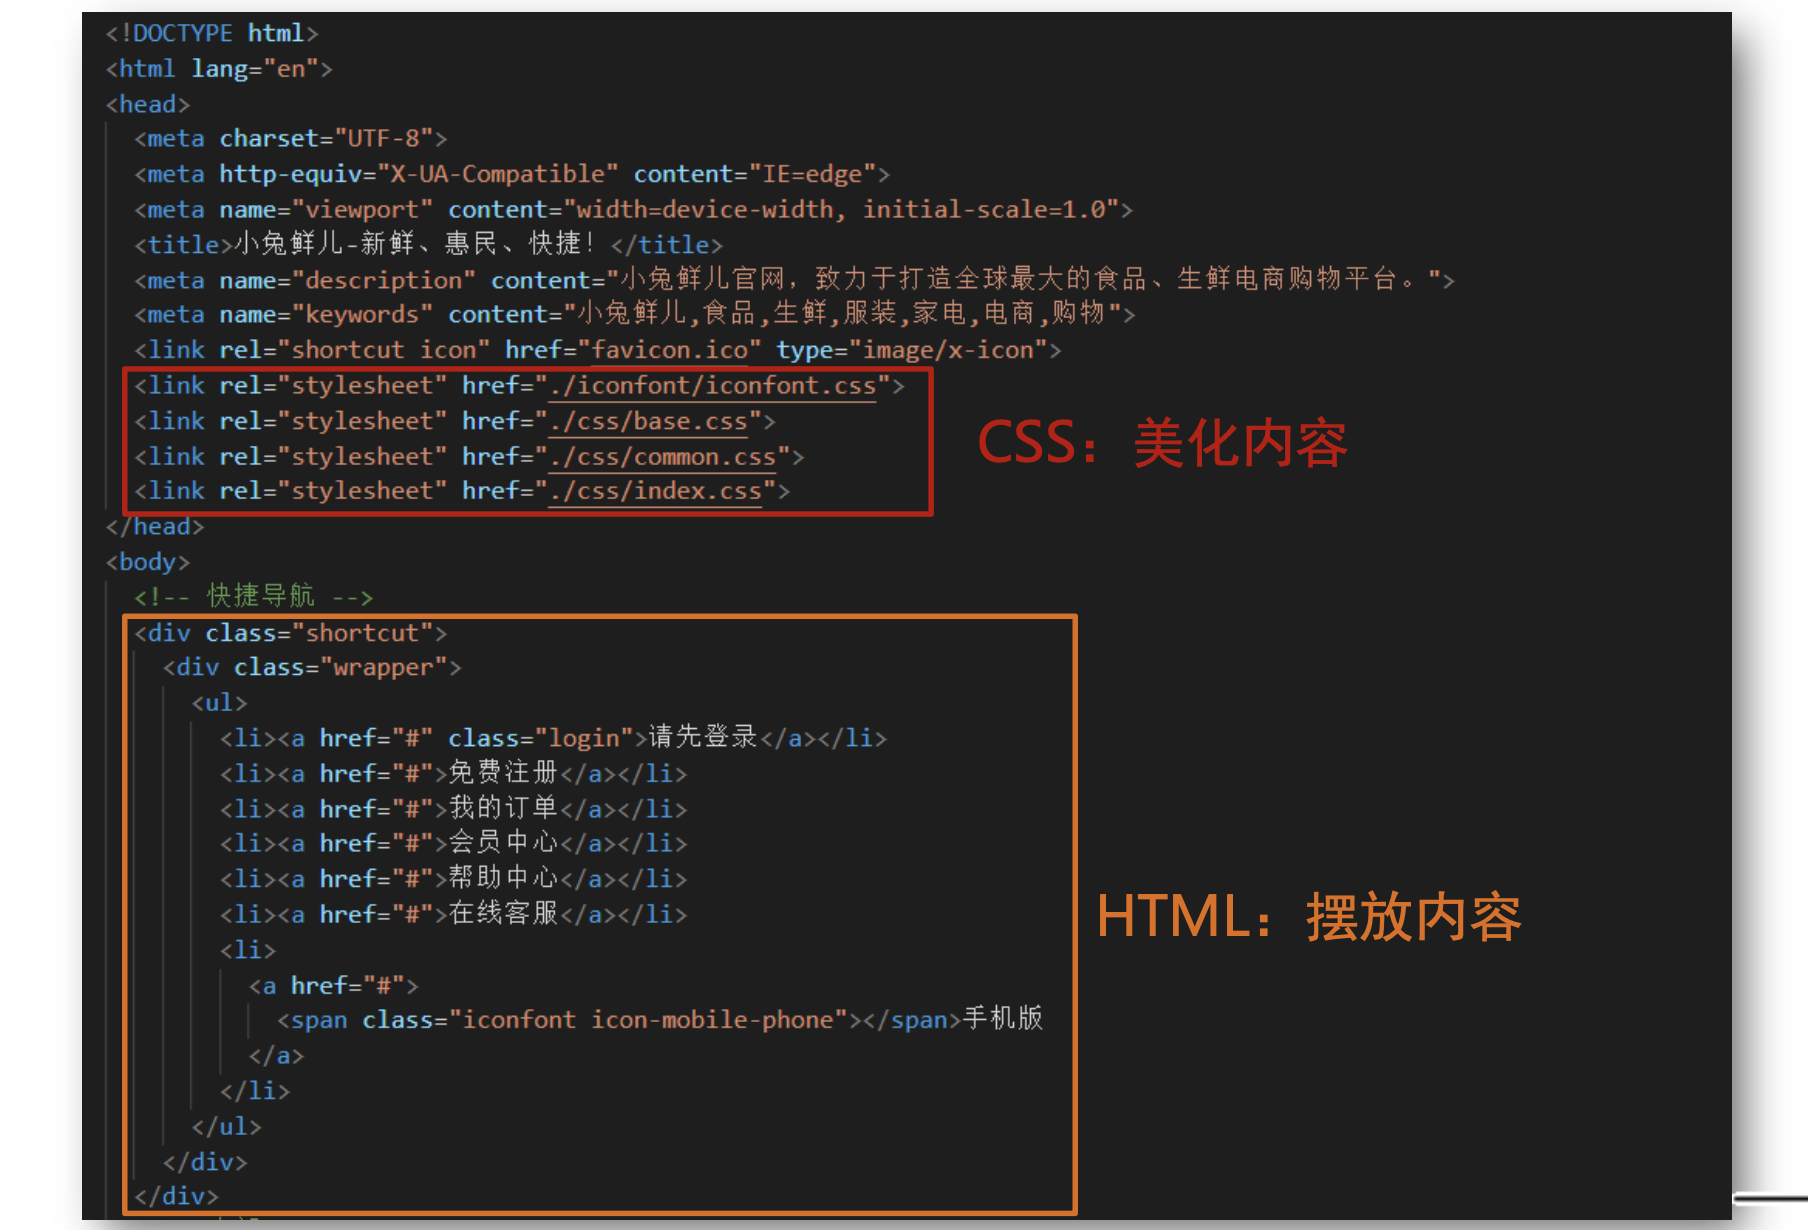 <!DOCTYPE html>
<html lang="en">
<head>
<meta charset="UTF-8">
<meta http-equiv="X-UA-Compatible" content="IE=edge">
<meta name="viewport" content="width=device-width, initial-scale=1.0">
<title>小兔鲜儿-新鲜、惠民、快捷！</title>
<meta name="description" content="小兔鲜儿官网，致力于打造全球最大的食品、生鲜电商购物平台。">
<meta name="keywords" content="小兔鲜儿,食品,生鲜,服装,家电,电商,购物">
<link rel="shortcut icon" href="favicon.ico" type="image/x-icon">
<link rel="stylesheet" href="./iconfont/iconfont.css">
<link rel="stylesheet" href="./css/base.css">
<link rel="stylesheet" href="./css/common.css">
<link rel="stylesheet" href="./css/index.css">
CSS：美化内容
</head>
<body>
<!-- 快捷导航 -->
<div class="shortcut">
<div class="wrapper">
<ul>
<li><a href="#" class="login">请先登录</a></li>
<li><a href="#">免费注册</a></li>
<li><a href="#">我的订单</a></li>
<li><a href="#">会员中心</a></li>
<li><a href="#">帮助中心</a></li>
<li><a href="#">在线客服</a></li>
<li>
<a href="#">
<span class="iconfont icon-mobile-phone"></span>手机版
</a>
</li>
</ul>
</div>
</div>
HTML：摆放内容